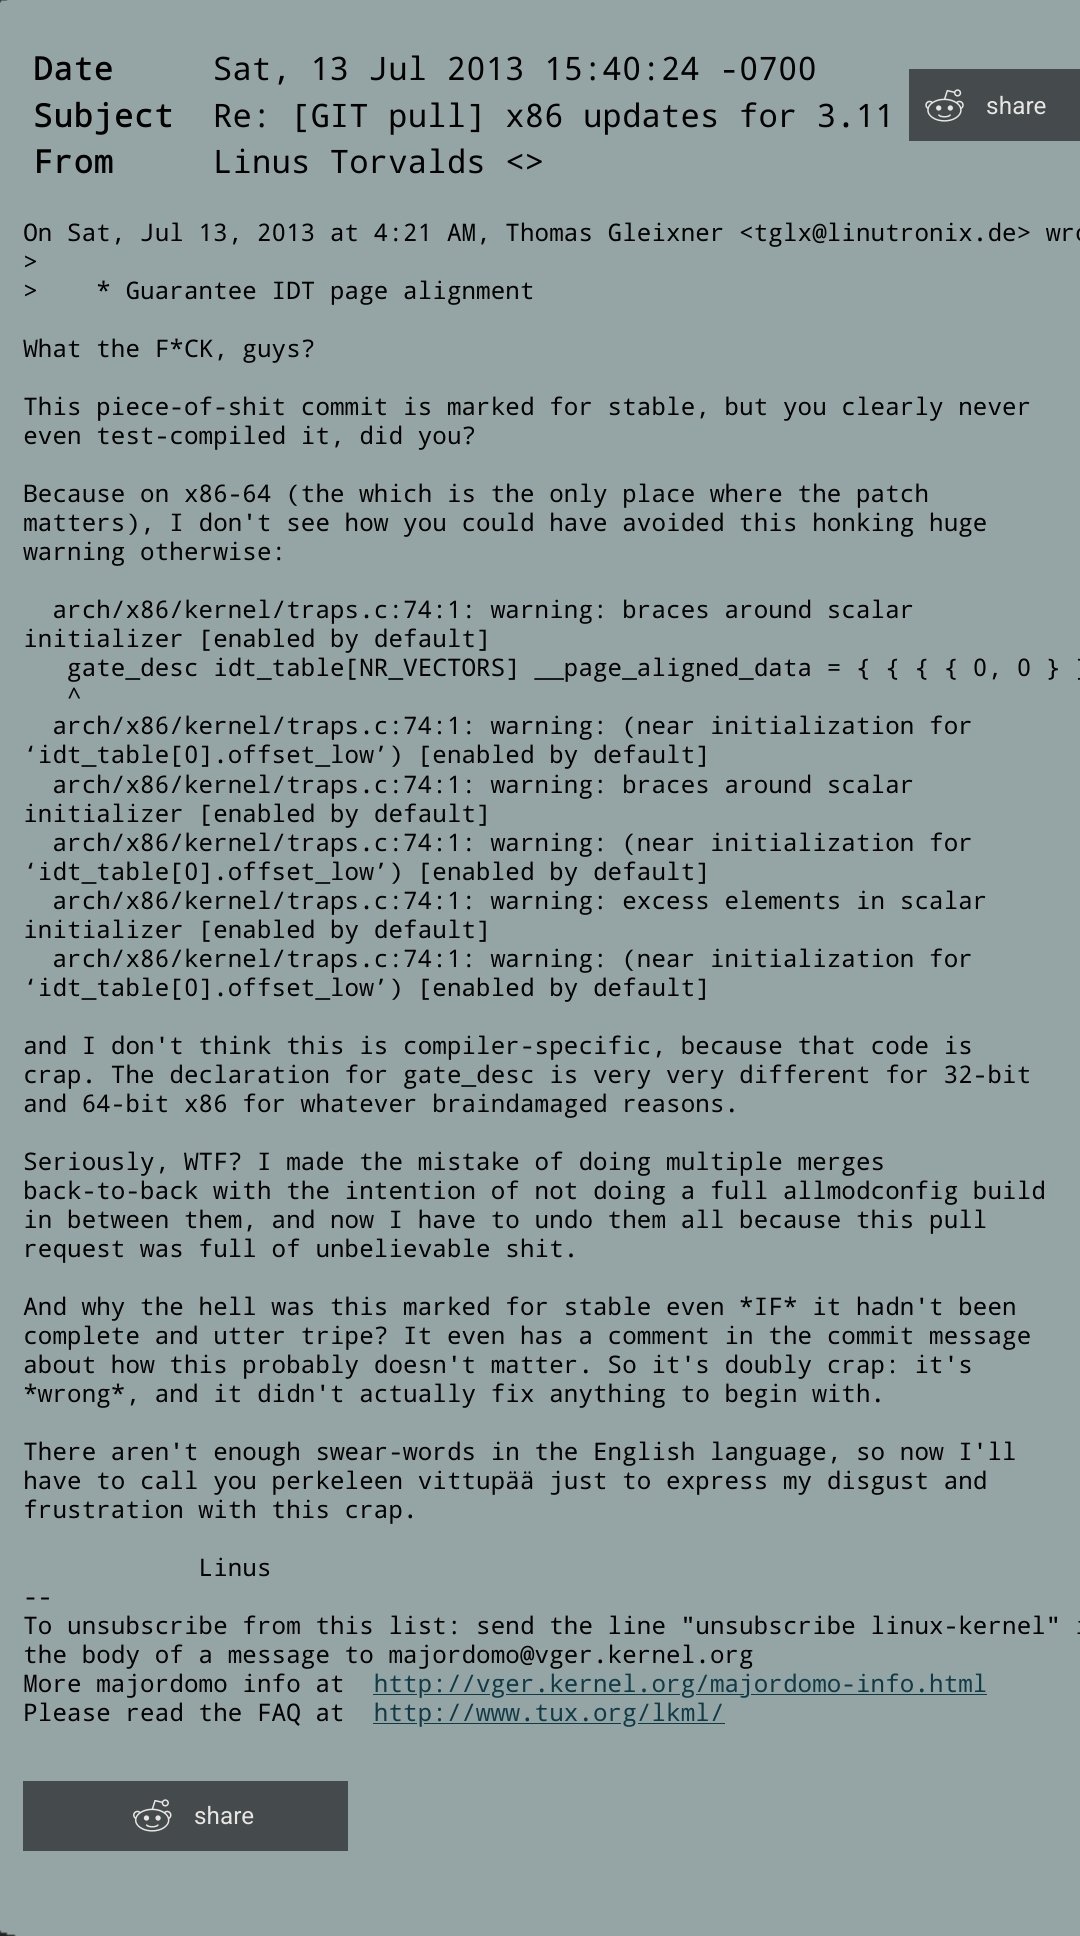 Date Sat, 13 Jul 2013 15:40:24 -0700
Subject Re: [GIT pull] x86 updates for 3.11
From Linus Torvalds <>
share
On Sat, Jul 13, 2013 at 4:21 AM, Thomas Gleixner <tglx@linutronix.de>
>
> * Guarantee IDT page alignment
What the F*CK, guys?
This piece-of-shit commit is marked for stable, but you clearly never
even test-compiled it, did you?
Because on x86-64 (the which is the only place where the patch
matters), I don't see how you could have avoided this honking huge
warning otherwise:
arch/x86/kernel/traps.c:74:1: warning: braces around scalar
initializer [enabled by default]
gate_desc idt_table[NR_VECTORS] __page_aligned_data = { { { { 0, 0 }
^
arch/x86/kernel/traps.c:74:1: warning: (near initialization for
‘idt_table[0].offset_low’) [enabled by default]
arch/x86/kernel/traps.c:74:1: warning: braces around scalar
initializer [enabled by default]
arch/x86/kernel/traps.c:74:1: warning: (near initialization for
‘idt_table[0].offset_low’) [enabled by default]
arch/x86/kernel/traps.c:74:1: warning: excess elements in scalar
initializer [enabled by default]
arch/x86/kernel/traps.c:74:1: warning: (near initialization for
‘idt_table[0].offset_low’) [enabled by default]
and I don't think this is compiler-specific, because that code is
crap. The declaration for gate_desc is very very different for 32-bit
and 64-bit x86 for whatever braindamaged reasons.
Seriously, WTF? I made the mistake of doing multiple merges
back-to-back with the intention of not doing a full allmodconfig build
in between them, and now I have to undo them all because this pull
request was full of unbelievable shit.
And why the hell was this marked for stable even *IF* it hadn't been
complete and utter tripe? It even has a comment in the commit message
about how this probably doesn't matter. So it's doubly crap: it's
*wrong*, and it didn't actually fix anything to begin with.
There aren't enough swear-words in the English language, so now I'll
have to call you perkeleen vittupää just to express my disgust and
frustration with this crap.
Linus
--
To unsubscribe from this list: send the line "unsubscribe linux-kernel"
the body of a message to majordomo@vger.kernel.org
More majordomo info at http://vger.kernel.org/majordomo-info.html
Please read the FAQ at http://www.tux.org/lkml/
share